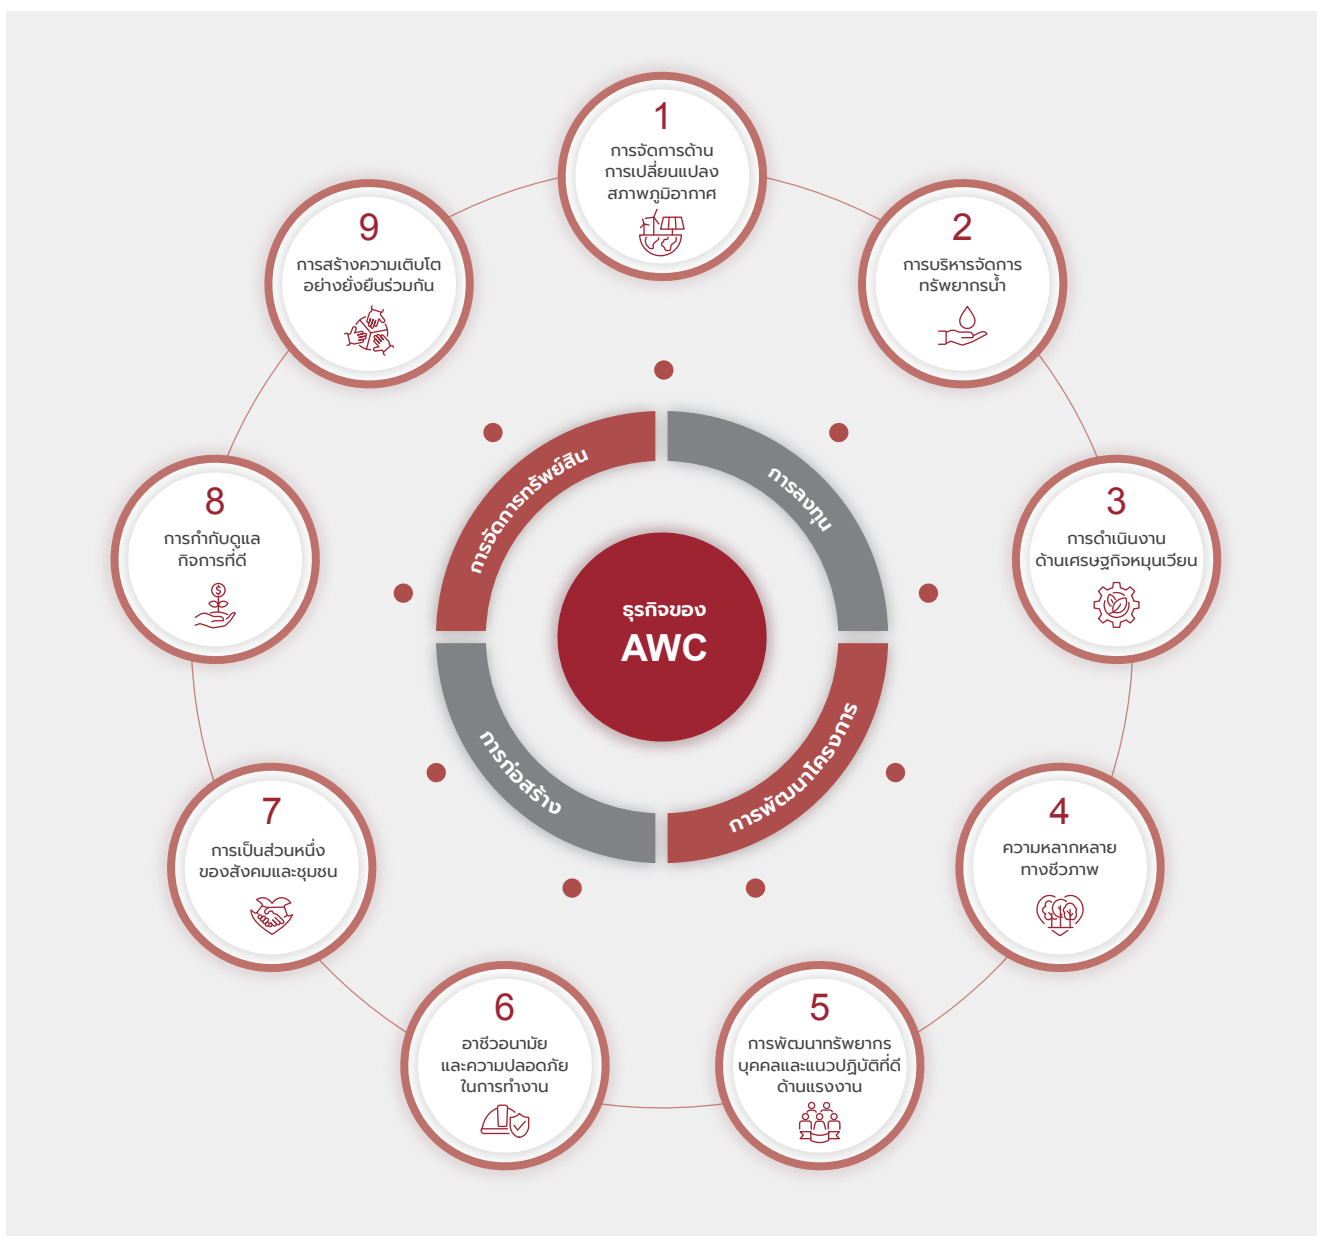 1
การจัดการด้าน
การเปลี่ยนแปลง
สภาพภูมิอากาศ
2
การบริหารจัดการ
ทรัพยากรน้ำ
3
การดำเนินงาน
ด้านเศรษฐกิจหมุนเวียน
4
ความหลากหลาย
ทางชีวภาพ
5
การพัฒนาทรัพยากร
บุคคลและแนวปฏิบัติที่ดี
ด้านแรงงาน
6
อาชีวอนามัย
และความปลอดภัย
ในการทำงาน
7
การเป็นส่วนหนึ่ง
ของสังคมและชุมชน
8
การกำกับดูแล
กิจการที่ดี
9
การสร้างความเติบโต
อย่างยั่งยืนร่วมกัน
การจัดการทรัพย์สิน
การลงทุน
การพัฒนาโครงการ
การก่อสร้าง
ธุรกิจของ
AWC